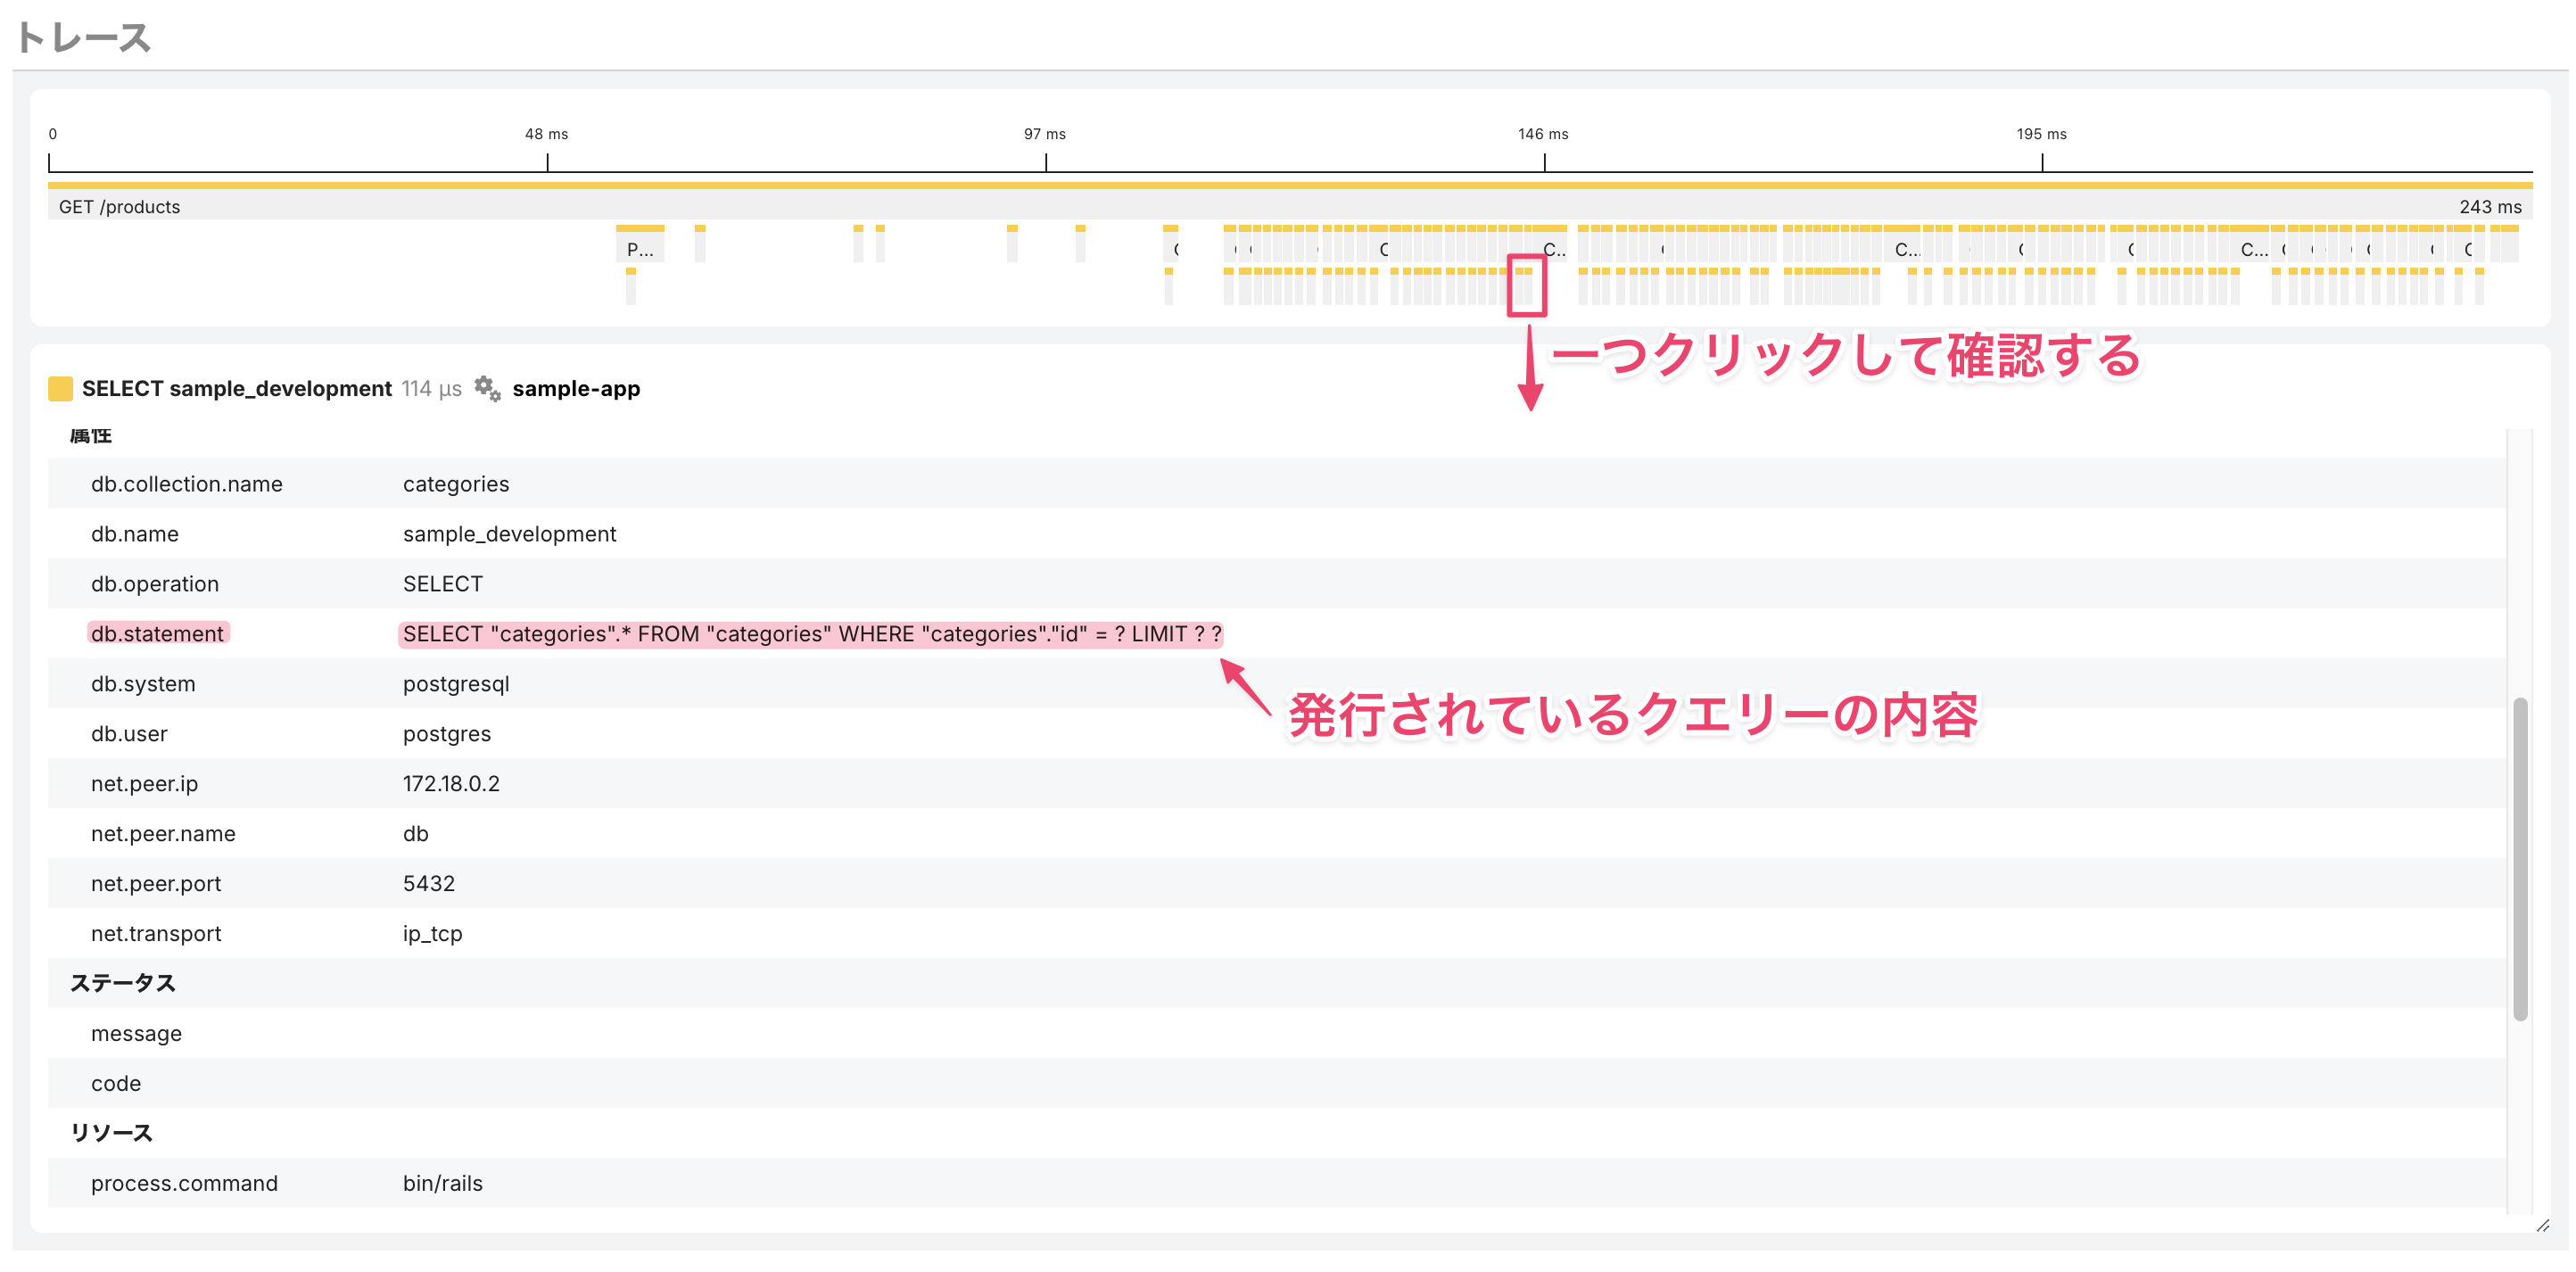 トレース
0 48 ms 97 ms 146 ms 195 ms
GET /products 243 ms
P... C... C...
一つクリックして確認する
SELECT sample_development 114 μs sample-app
属性
db.collection.name categories
db.name sample_development
db.operation SELECT
db.statement SELECT "categories".* FROM "categories" WHERE "categories"."id" = ? LIMIT ? ?
db.system postgresql
発行されているクエリーの内容
db.user postgres
net.peer.ip 172.18.0.2
net.peer.name db
net.peer.port 5432
net.transport ip_tcp
ステータス
message
code
リソース
process.command bin/rails